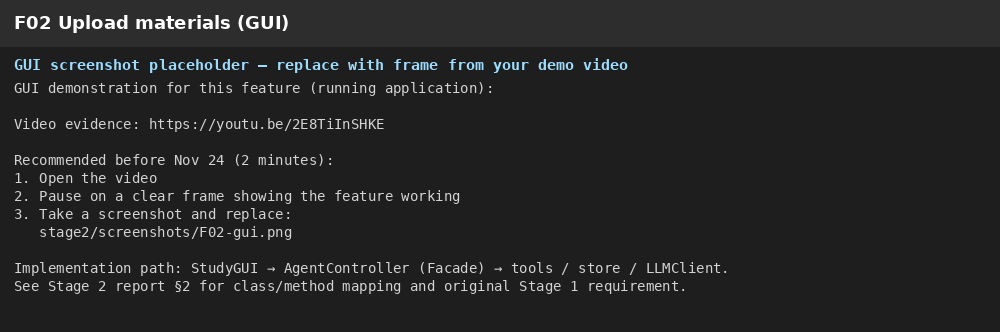 F02 Upload materials (GUI)
GUI screenshot placeholder — replace with frame from your demo video
GUI demonstration for this feature (running application):
Video evidence: https://youtu.be/2E8TiInSHKE
Recommended before Nov 24 (2 minutes):
1. Open the video
2. Pause on a clear frame showing the feature working
3. Take a screenshot and replace:
stage2/screenshots/F02-gui.png
Implementation path: StudyGUI → AgentController (Facade) → tools / store / LLMClient.
See Stage 2 report §2 for class/method mapping and original Stage 1 requirement.